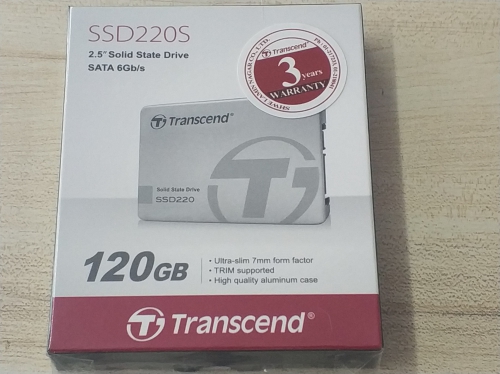 SSD220S
2.5" Solid State Drive
SATA 6Gb/s
Transcend®
3 years
WARRANTY
Transcend®
Solid State Drive
SSD220
120GB
• Ultra-slim 7mm form factor
• TRIM supported
• High quality aluminum case
Transcend®